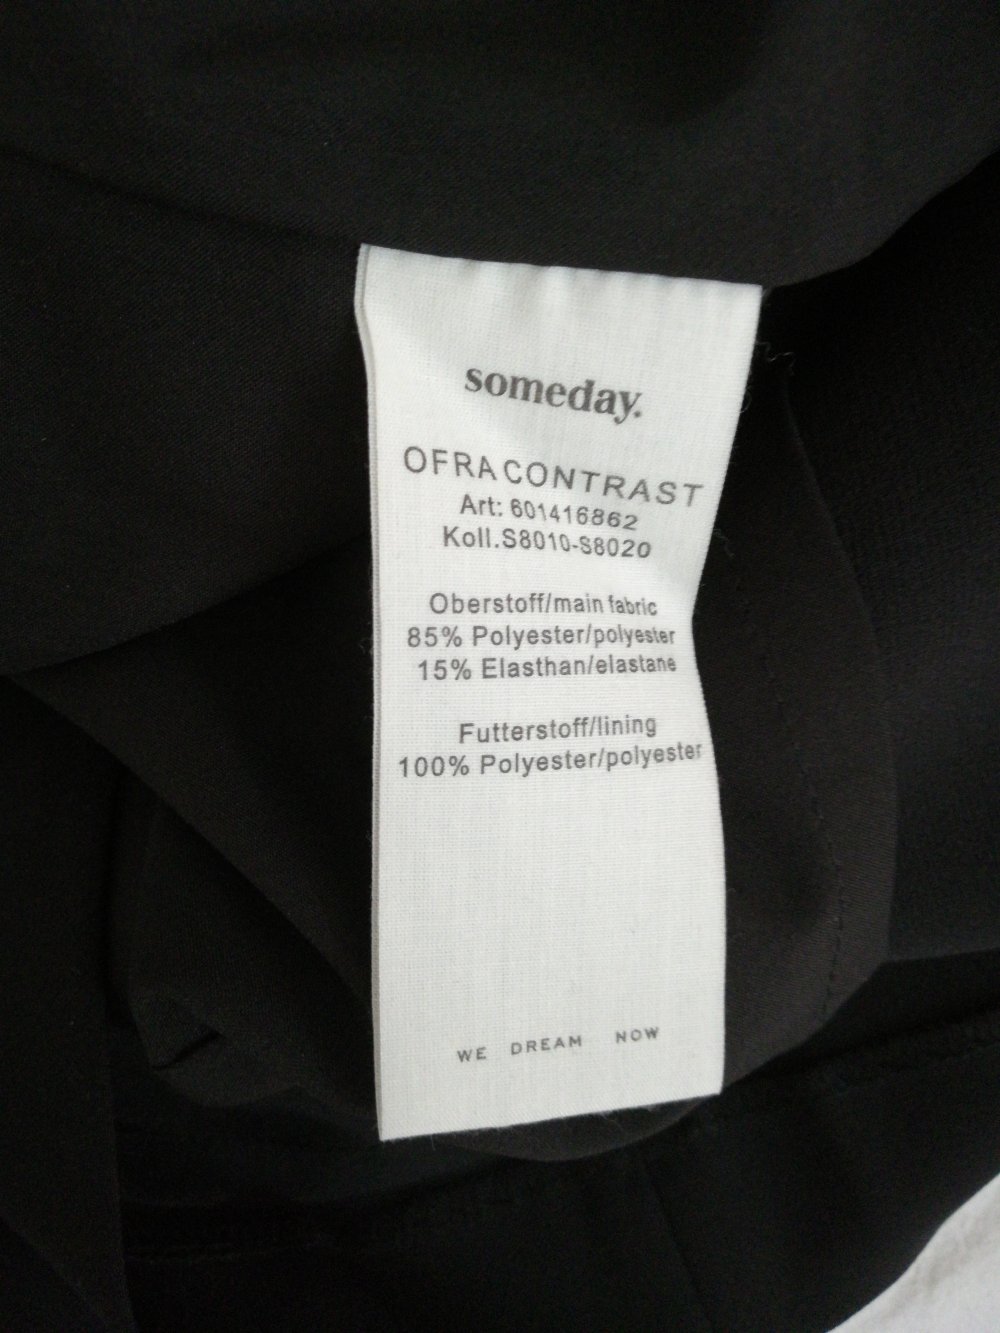 someday.
OFRA CONTRAST
Art: 601416862
Koll.S8010-S8020
Oberstoff/main fabric
85% Polyester/polyester
15% Elasthan/elastane
Futterstoff/lining
100% Polyester/polyester
WE DREAM NOW